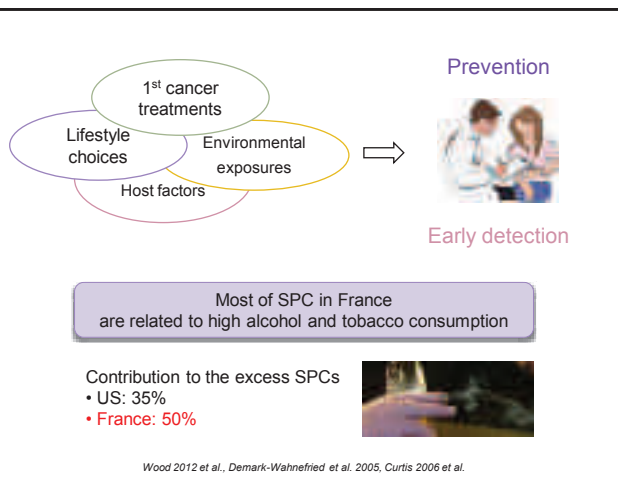 Prevention
1st cancer
treatments
Lifestyle
choices
Environmental
exposures
Host factors
Early detection
Most of SPC in France
are related to high alcohol and tobacco consumption
Contribution to the excess SPCs
• US: 35%
• France: 50%
Wood 2012 et al., Demark-Wahnefried et al. 2005, Curtis 2006 et al.